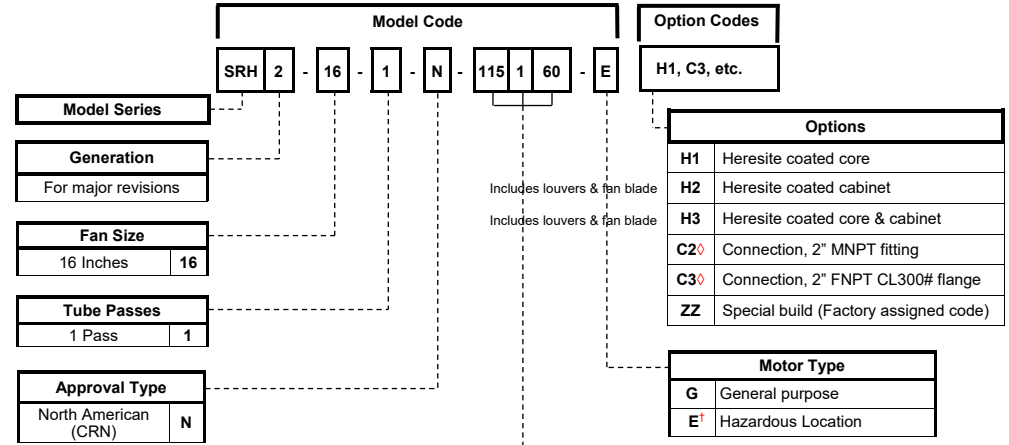 Model Code
Option Codes
SRH 2 - 16 - 1 - N - 115 1 60 - E
H1, C3, etc.
Model Series
Generation
For major revisions
Fan Size
16 Inches 16
Tube Passes
1 Pass 1
Approval Type
North American
(CRN) N
Options
H1 Heresite coated core
Includes louvers & fan blade H2 Heresite coated cabinet
Includes louvers & fan blade H3 Heresite coated core & cabinet
C2◊ Connection, 2” MNPT fitting
C3◊ Connection, 2” FNPT CL300# flange
ZZ Special build (Factory assigned code)
Motor Type
G General purpose
E† Hazardous Location